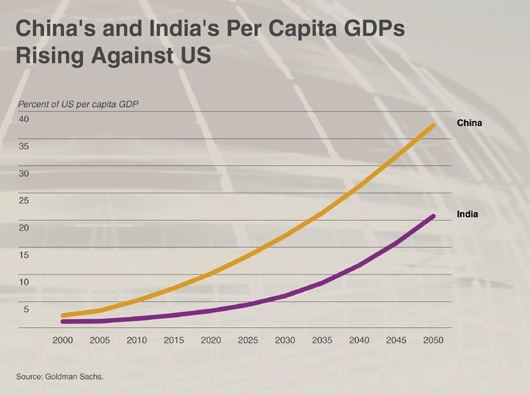 China's and India's Per Capita GDPs
Rising Against US
Percent of US per capita GDP
40
35
30
25
20
15
10
5
China
India
2000 2005 2010 2015 2020 2025 2030 2035 2040 2045 2050
Source: Goldman Sachs.